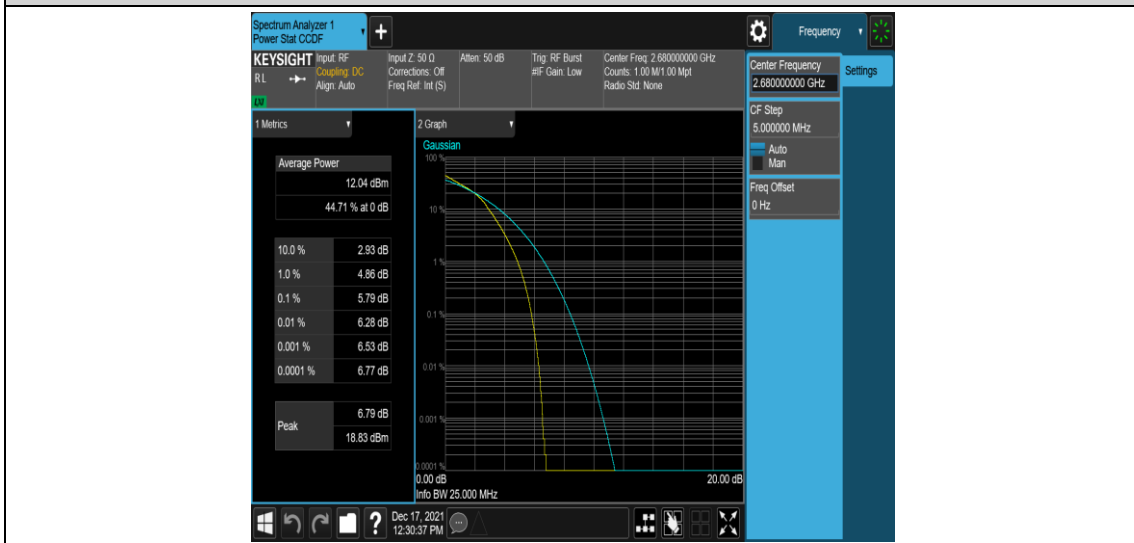 Spectrum Analyzer 1
Power Stat CCDF
+
Frequency
KEYSIGHT
RL
LXI
Input: RF
Coupling: DC
Align: Auto
Input Z: 50 Ω
Corrections: Off
Freq Ref: Int (S)
Atten: 50 dB
Trig: RF Burst
#IF Gain: Low
Center Freq: 2.680000000 GHz
Counts: 1.00 M/1.00 Mpt
Radio Std: None
Center Frequency
2.680000000 GHz
Settings
CF Step
5.000000 MHz
Auto
Man
Freq Offset
0 Hz
1 Metrics
Average Power
12.04 dBm
44.71 % at 0 dB
10.0 % 2.93 dB
1.0 % 4.86 dB
0.1 % 5.79 dB
0.01 % 6.28 dB
0.001 % 6.53 dB
0.0001 % 6.77 dB
Peak
6.79 dB
18.83 dBm
2 Graph
Gaussian
100 %
10 %
1 %
0.1 %
0.01 %
0.001 %
0.0001 %
0.00 dB 20.00 dB
Info BW 25.000 MHz
?
Dec 17, 2021
12:30:37 PM